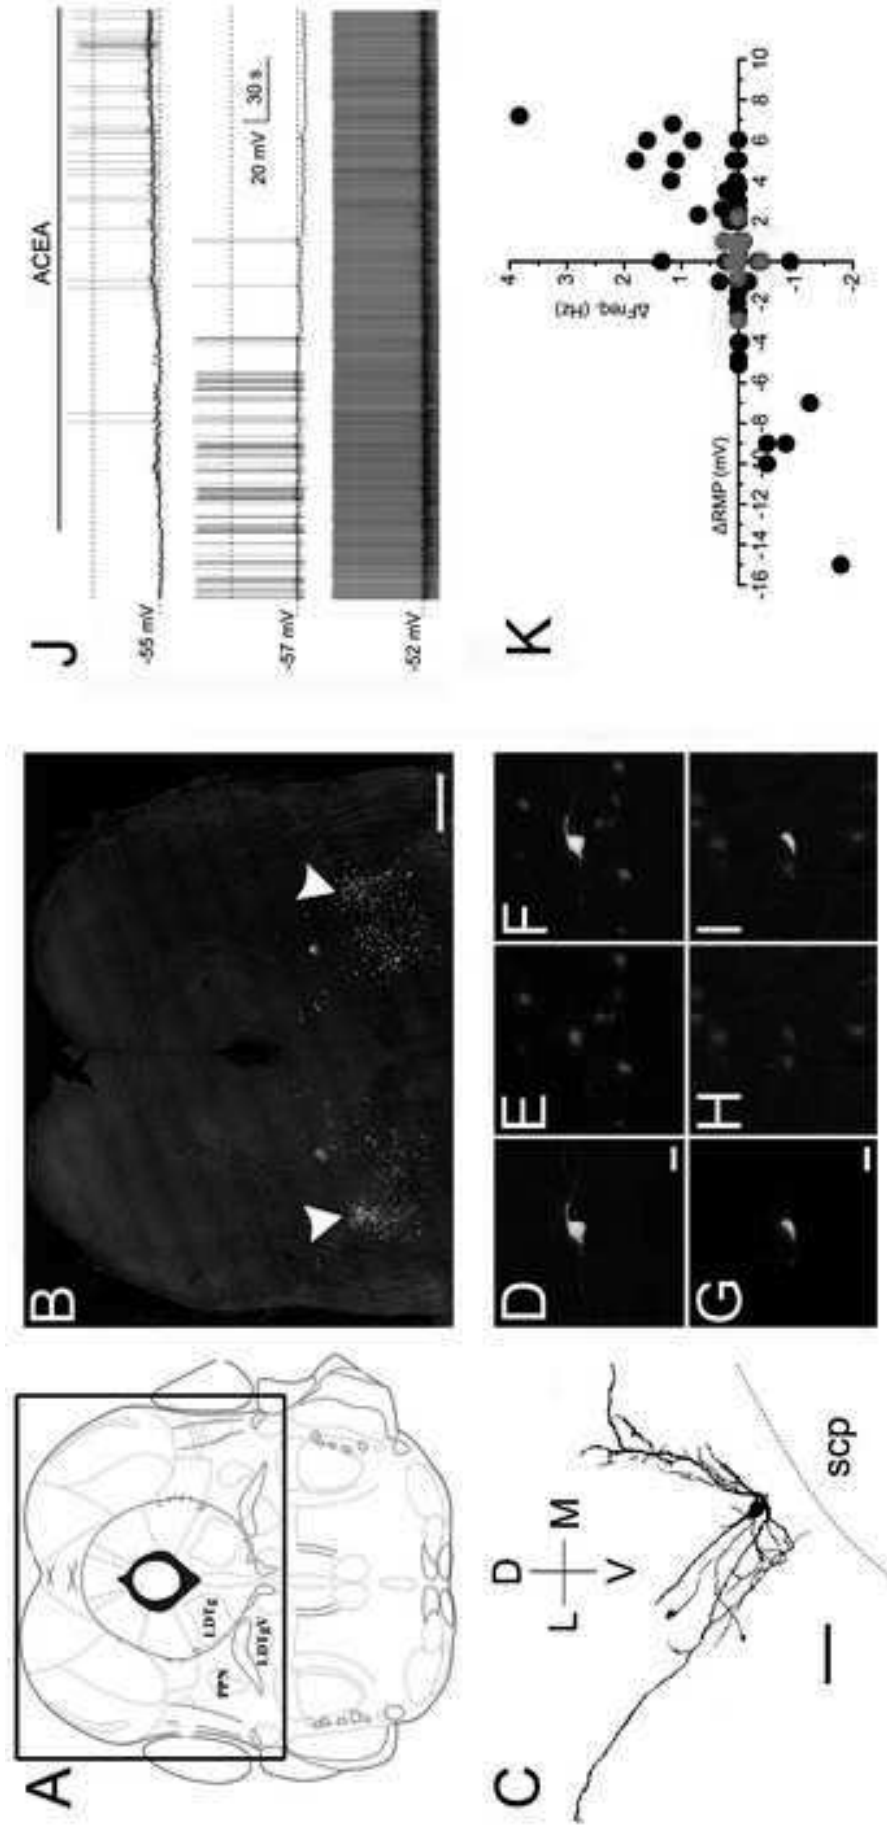 A
PPN
LDTg
LDTgV
B
C
D
L
M
V
scp
D
E
F
G
H
I
J
ACEA
-55 mV
-57 mV
20 mV
30 s
-52 mV
K
4
3
2
1
-1
-2
ΔFreq. (Hz)
ΔRMP (mV)
-16 -14 -12 -10 -8 -6 -4 -2 2 4 6 8 10